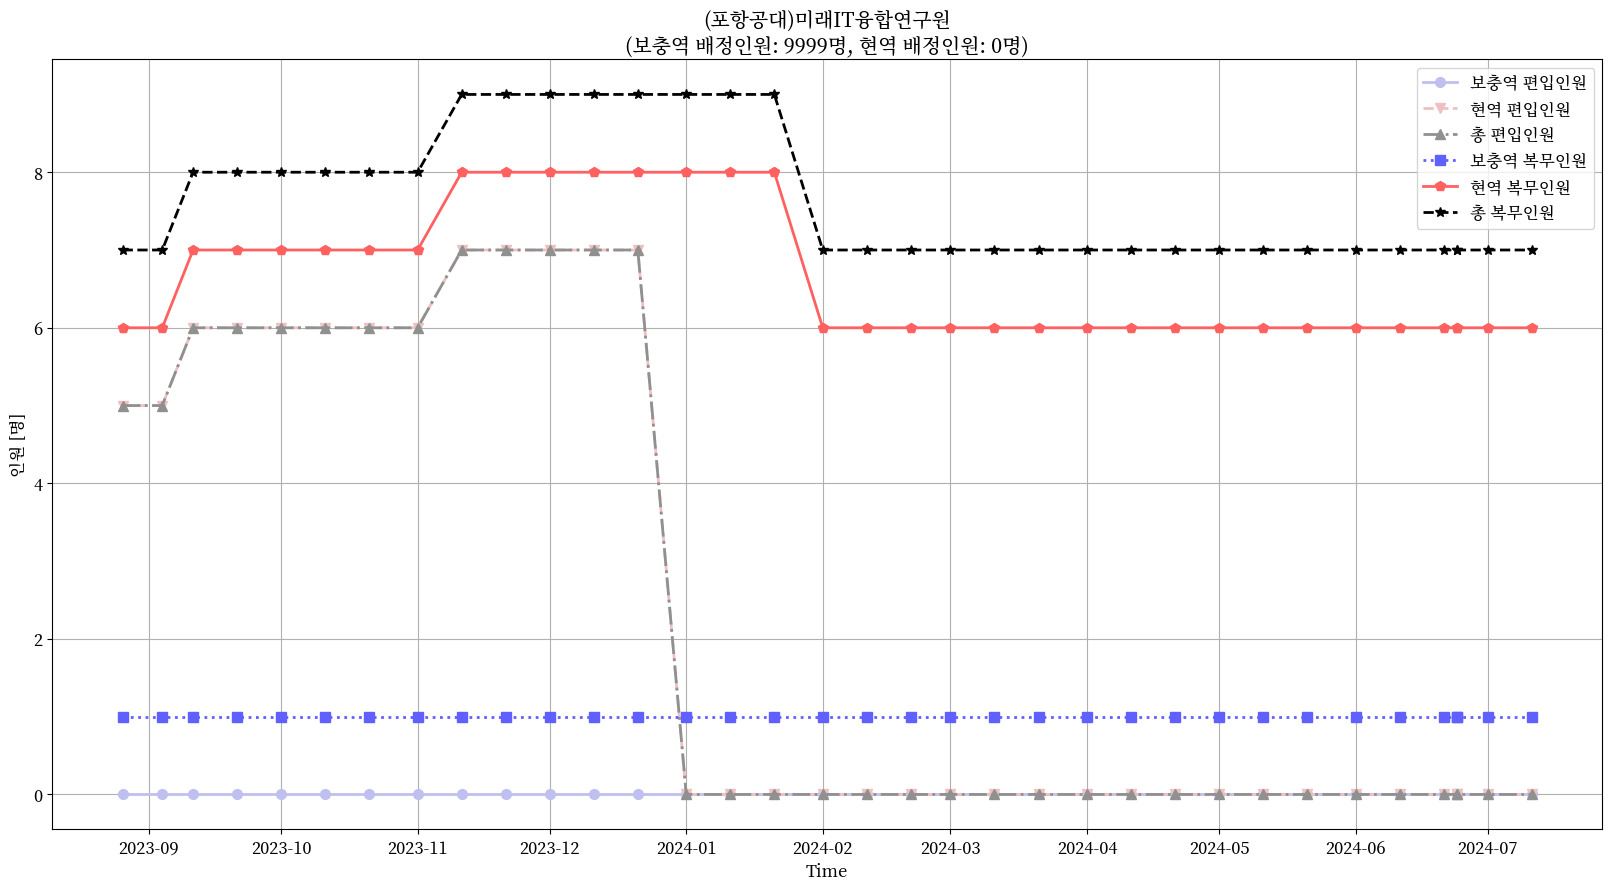 (포항공대)미래IT융합연구원
(보충역 배정인원: 9999명, 현역 배정인원: 0명)
보충역 편입인원
현역 편입인원
총 편입인원
보충역 복무인원
현역 복무인원
총 복무인원
인원 [명]
8
6
4
2
0
2023-09 2023-10 2023-11 2023-12 2024-01 2024-02 2024-03 2024-04 2024-05 2024-06 2024-07
Time